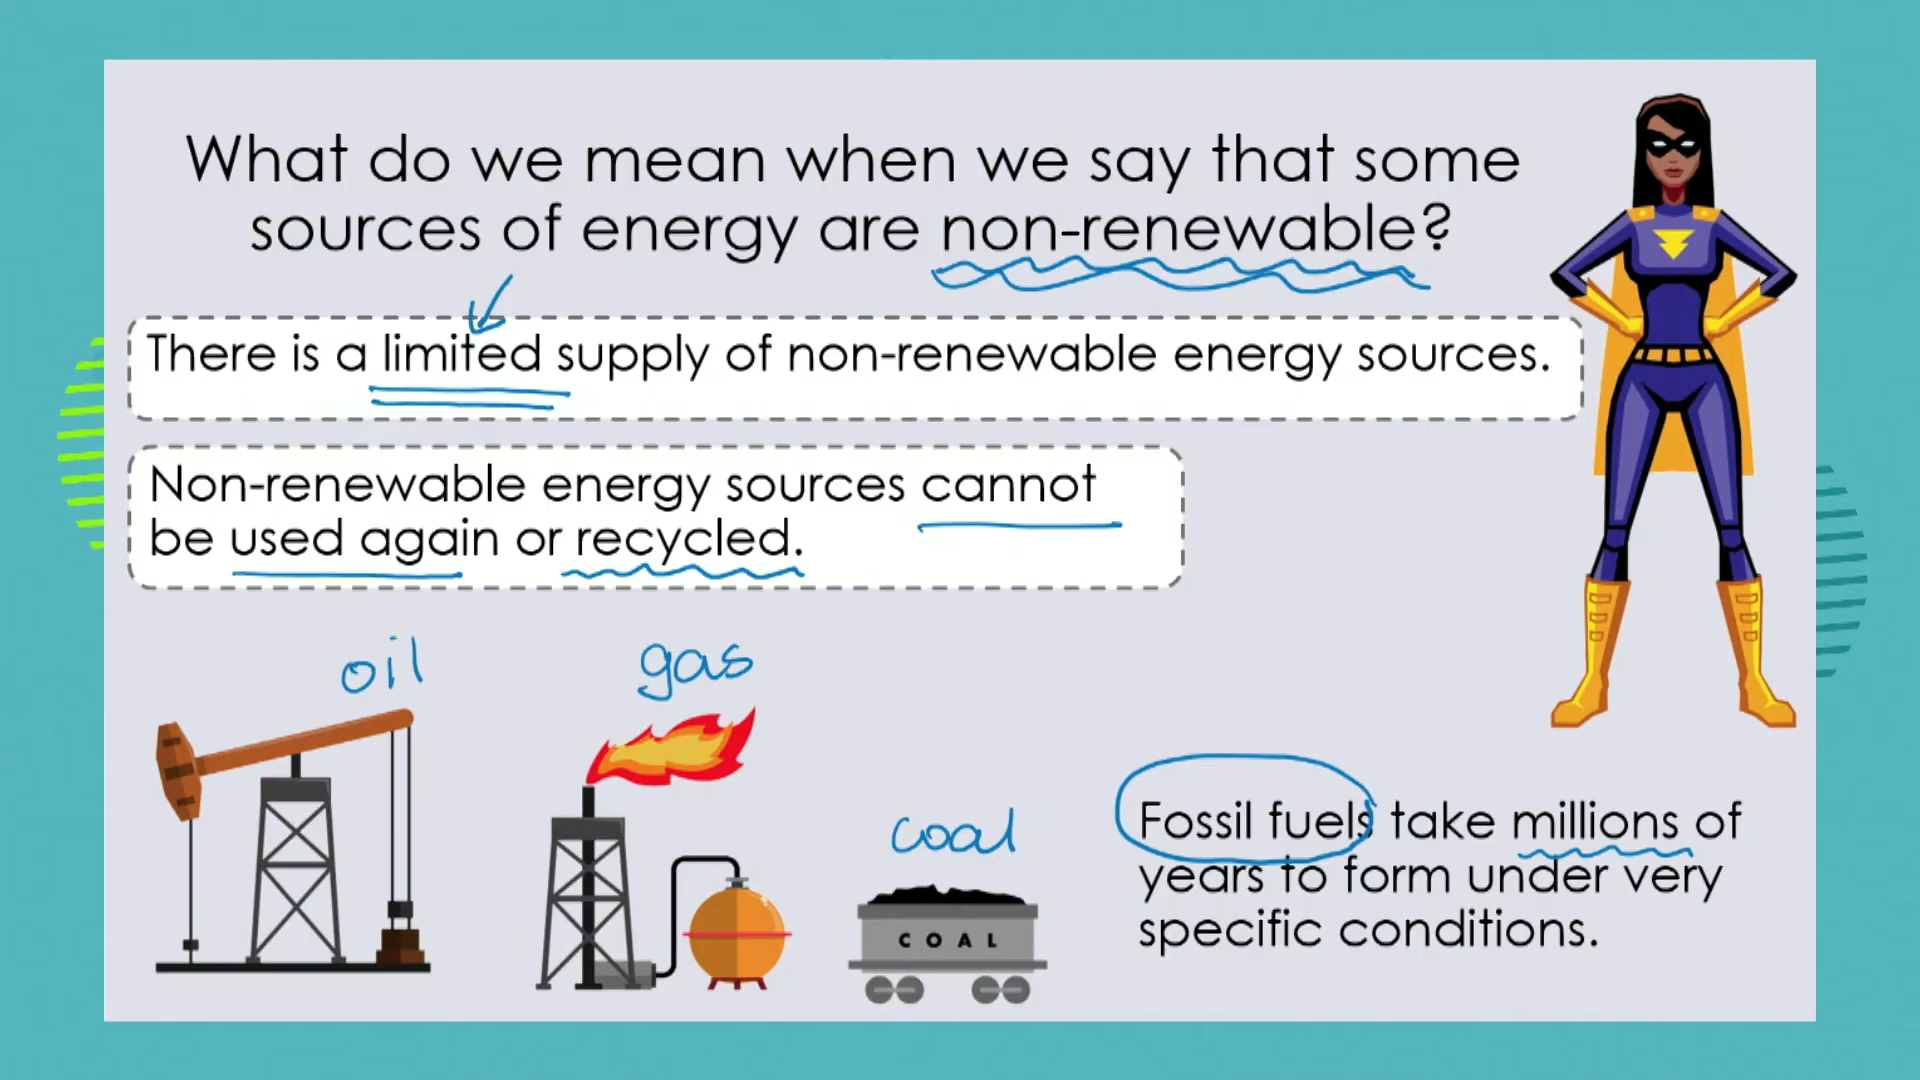 What do we mean when we say that some
sources of energy are non-renewable?
There is a limited supply of non-renewable energy sources.
Non-renewable energy sources cannot
be used again or recycled.
oil
gas
coal
COAL
Fossil fuels take millions of
years to form under very
specific conditions.